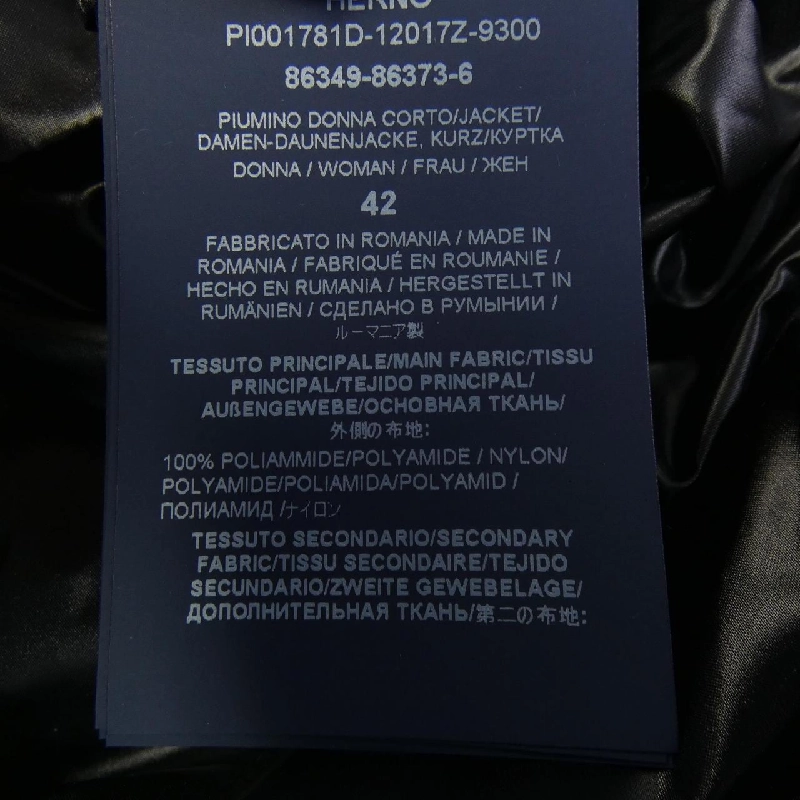 HERNO
PI001781D-12017Z-9300
86349-86373-6
PIUMINO DONNA CORTO/JACKET/
DAMEN-DAUNENJACKE, KURZ/КУРТКА
DONNA / WOMAN / FRAU / ЖЕН
42
FABBRICATO IN ROMANIA / MADE IN
ROMANIA / FABRIQUÉ EN ROUMANIE /
HECHO EN RUMANIA / HERGESTELLT IN
RUMÄNIEN / СДЕЛАНО В РУМЫНИИ /
ルーマニア製
TESSUTO PRINCIPALE/MAIN FABRIC/TISSU
PRINCIPAL/TEJIDO PRINCIPAL/
AUßENGEWEBE/ОСНОВНАЯ ТКАНЬ/
外側の布地:
100% POLIAMMIDE/POLYAMIDE / NYLON/
POLYAMIDE/POLIAMIDA/POLYAMID /
ПОЛИАМИД /ナイロン
TESSUTO SECONDARIO/SECONDARY
FABRIC/TISSU SECONDAIRE/TEJIDO
SECUNDARIO/ZWEITE GEWEBELAGE/
ДОПОЛНИТЕЛЬНАЯ ТКАНЬ/第二の布地: